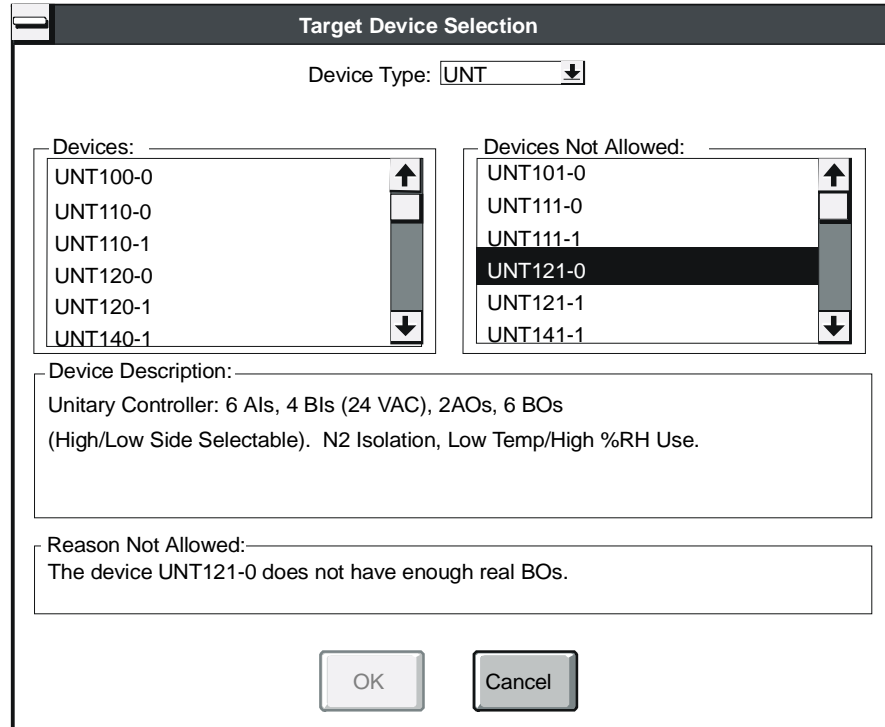 Target Device Selection
Device Type: UNT
Devices:
UNT100-0
UNT110-0
UNT110-1
UNT120-0
UNT120-1
UNT140-1
Devices Not Allowed:
UNT101-0
UNT111-0
UNT111-1
UNT121-0
UNT121-1
UNT141-1
Device Description:
Unitary Controller: 6 AIs, 4 BIs (24 VAC), 2AOs, 6 BOs
(High/Low Side Selectable).  N2 Isolation, Low Temp/High %RH Use.
Reason Not Allowed:
The device UNT121-0 does not have enough real BOs.
OK
Cancel